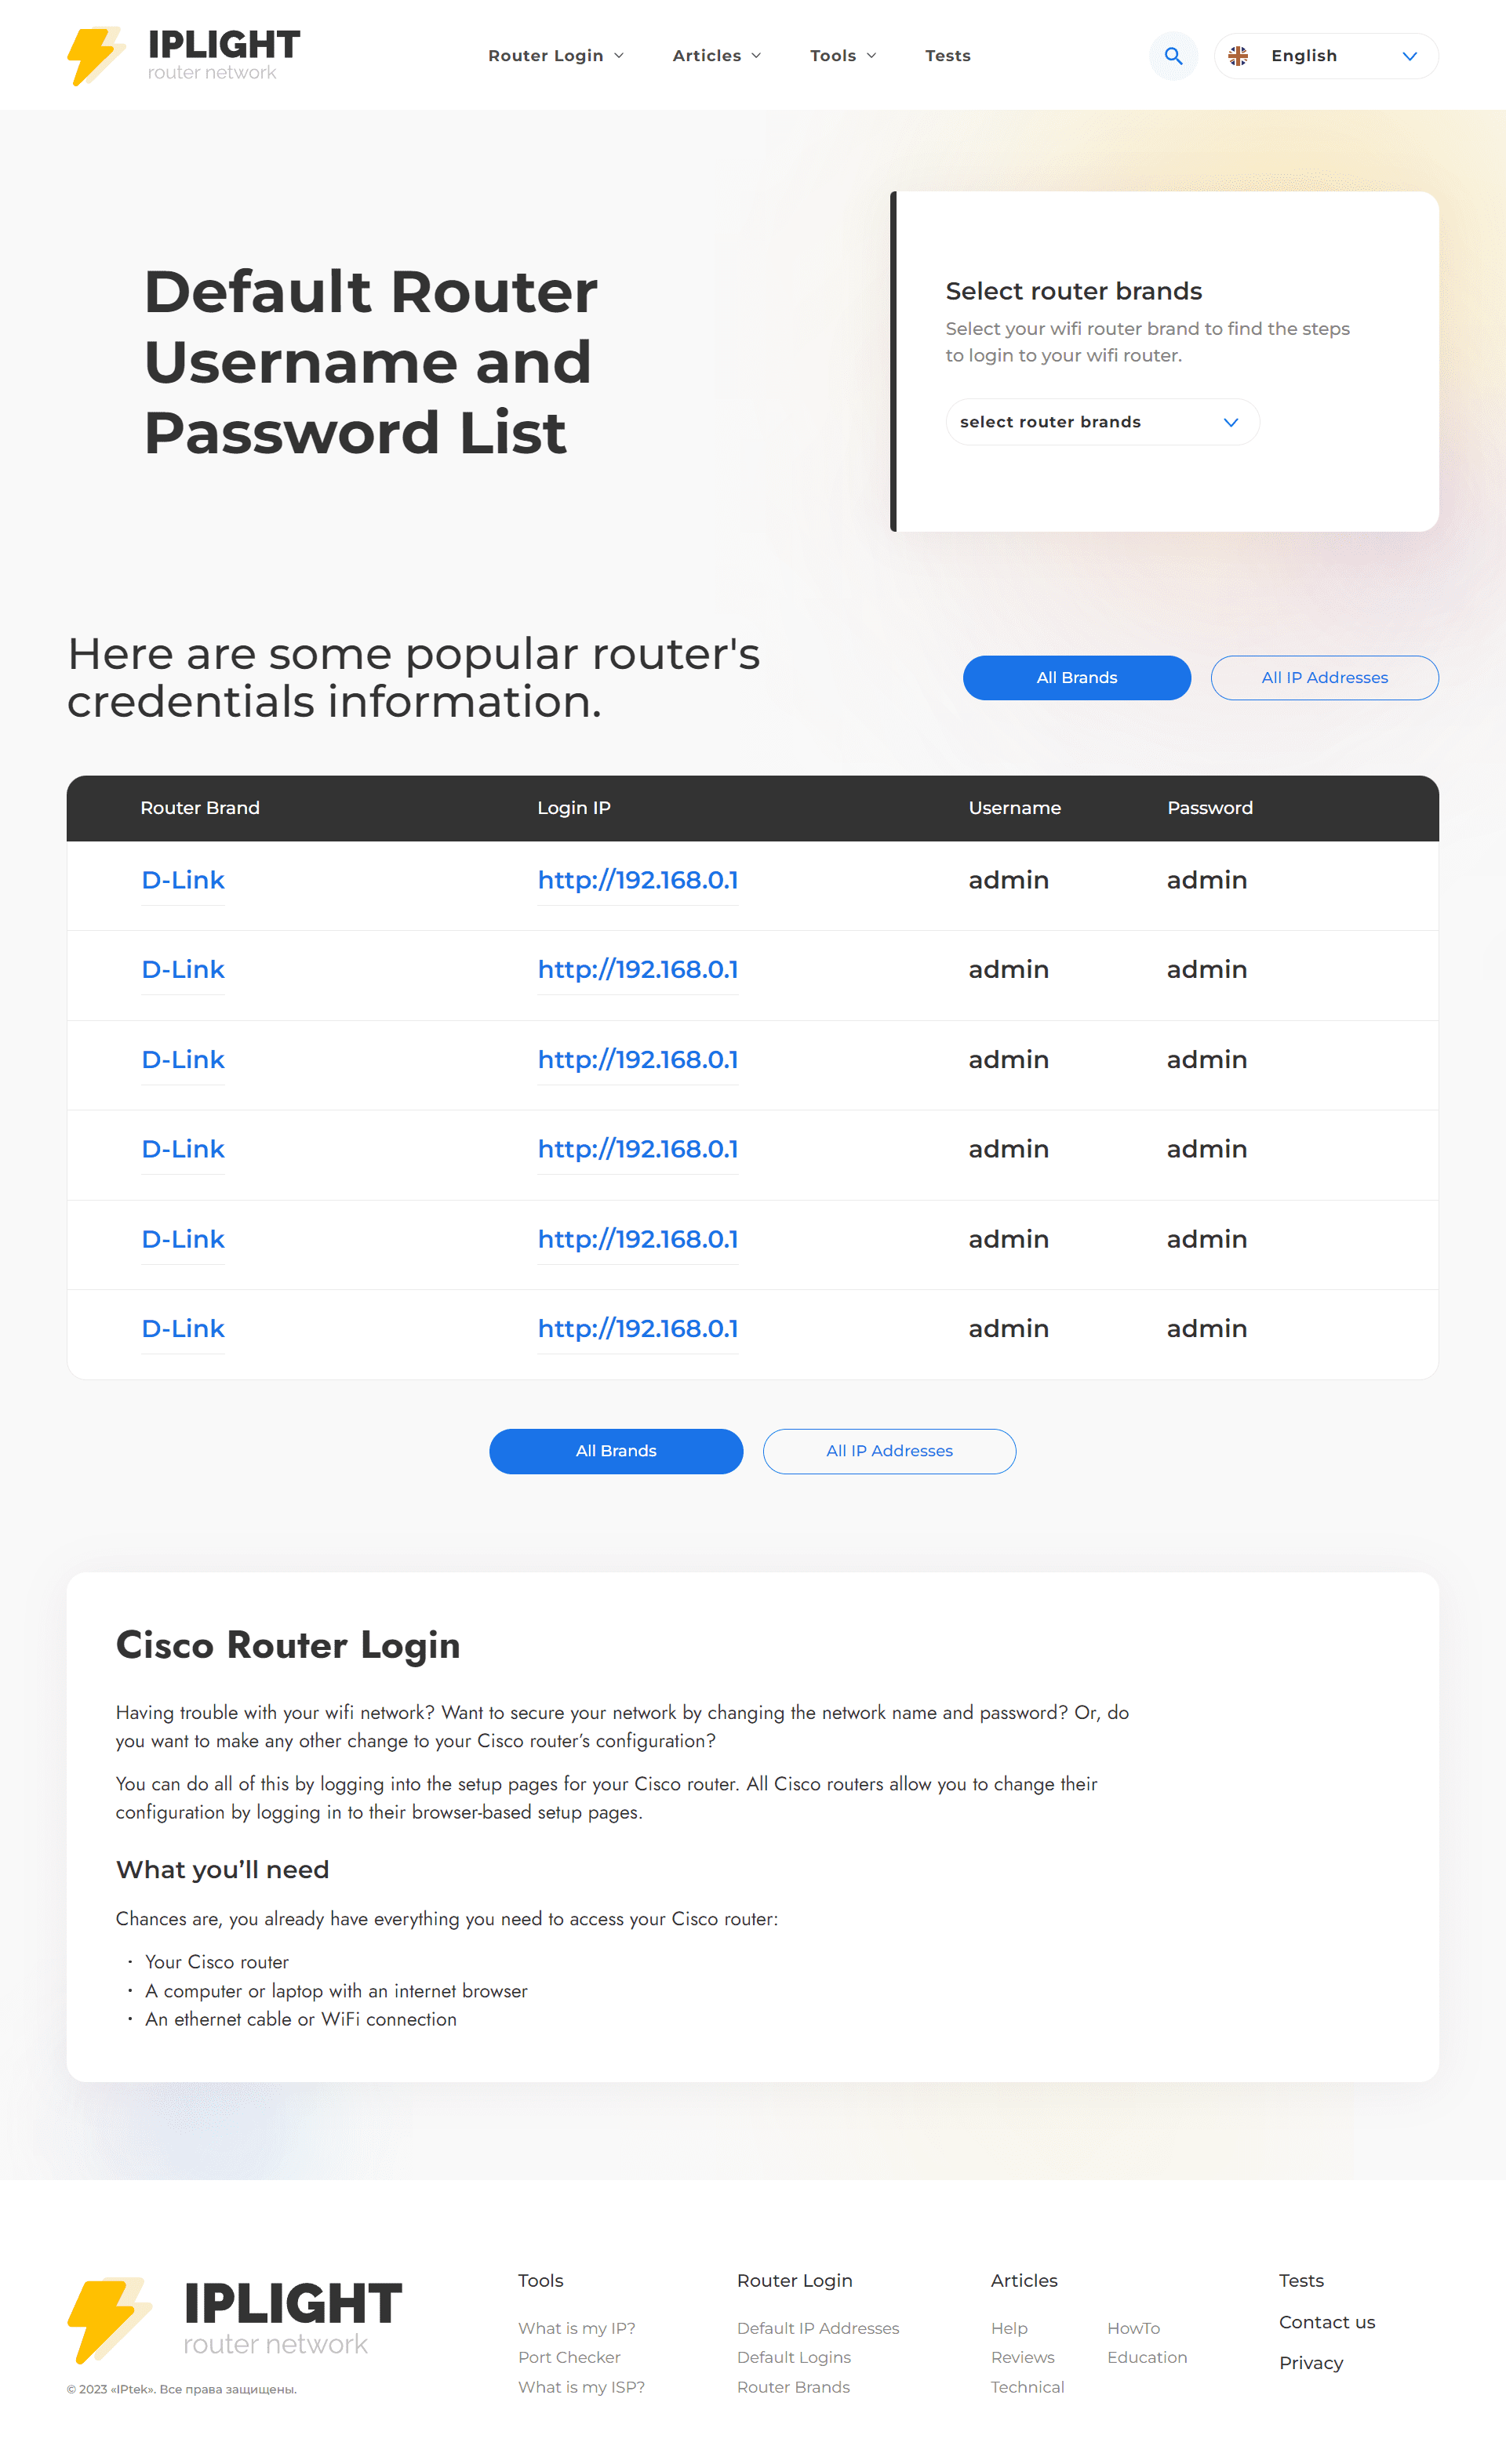 IPLIGHT
router network
Router Login
Articles
Tools
Tests
English
Default Router
Username and
Password List
Select router brands
Select your wifi router brand to find the steps
to login to your wifi router.
select router brands
Here are some popular router's
credentials information.
All Brands
All IP Addresses
Router Brand Login IP Username Password
D-Link http://192.168.0.1 admin admin
D-Link http://192.168.0.1 admin admin
D-Link http://192.168.0.1 admin admin
D-Link http://192.168.0.1 admin admin
D-Link http://192.168.0.1 admin admin
D-Link http://192.168.0.1 admin admin
All Brands
All IP Addresses
Cisco Router Login
Having trouble with your wifi network? Want to secure your network by changing the network name and password? Or, do
you want to make any other change to your Cisco router’s configuration?
You can do all of this by logging into the setup pages for your Cisco router. All Cisco routers allow you to change their
configuration by logging in to their browser-based setup pages.
What you’ll need
Chances are, you already have everything you need to access your Cisco router:
· Your Cisco router
· A computer or laptop with an internet browser
· An ethernet cable or WiFi connection
IPLIGHT
router network
© 2023 «IPtek». Все права защищены.
Tools
What is my IP?
Port Checker
What is my ISP?
Router Login
Default IP Addresses
Default Logins
Router Brands
Articles
Help
Reviews
Technical
HowTo
Education
Tests
Contact us
Privacy